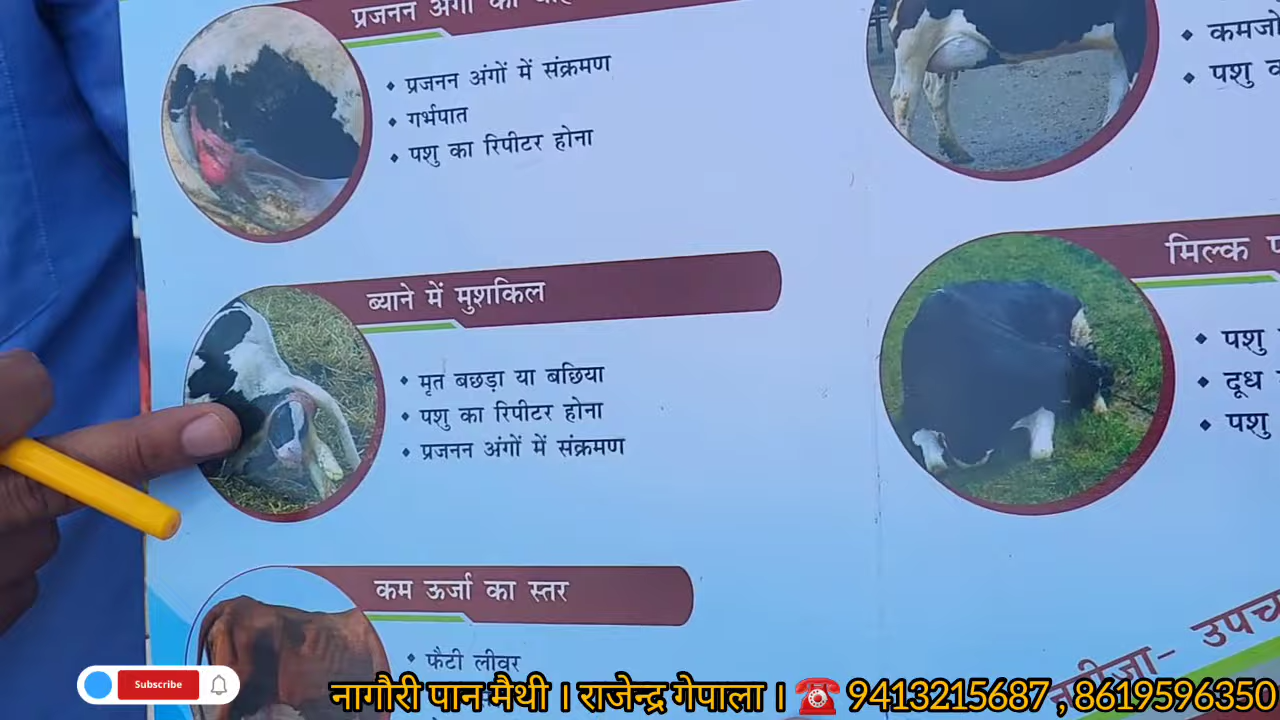 प्रजनन अंगों का
• प्रजनन अंगों में संक्रमण
• गर्भपात
• पशु का रिपीटर होना
ब्याने में मुशकिल
• मृत बछड़ा या बछिया
• पशु का रिपीटर होना
• प्रजनन अंगों में संक्रमण
कम ऊर्जा का स्तर
• फैटी लीवर
• पशु
मिल्क
• पशु
• दूध
• पशु
Subscribe
नागौरी पान मैथी । राजेन्द्र गेपाला । ☎ 9413215687 , 8619596350